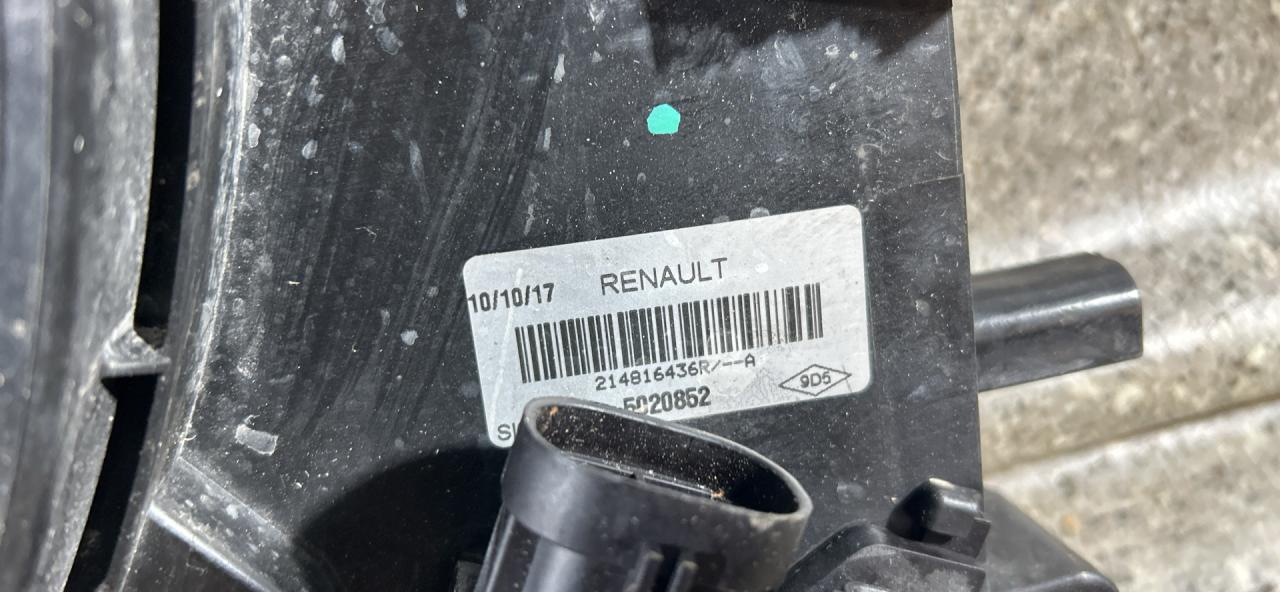 RENAULT
10/10/17
214816436R/--A
9D5
5020852